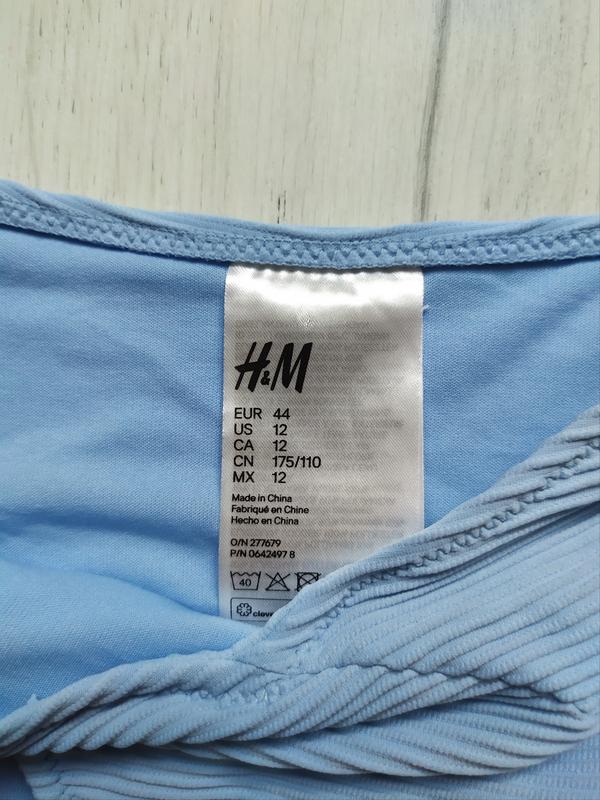 H&M
EUR 44
US 12
CA 12
CN 175/110
MX 12
Made in China
Fabriqué en Chine
Hecho en China
O/N 277679
P/N 0642497 8
40